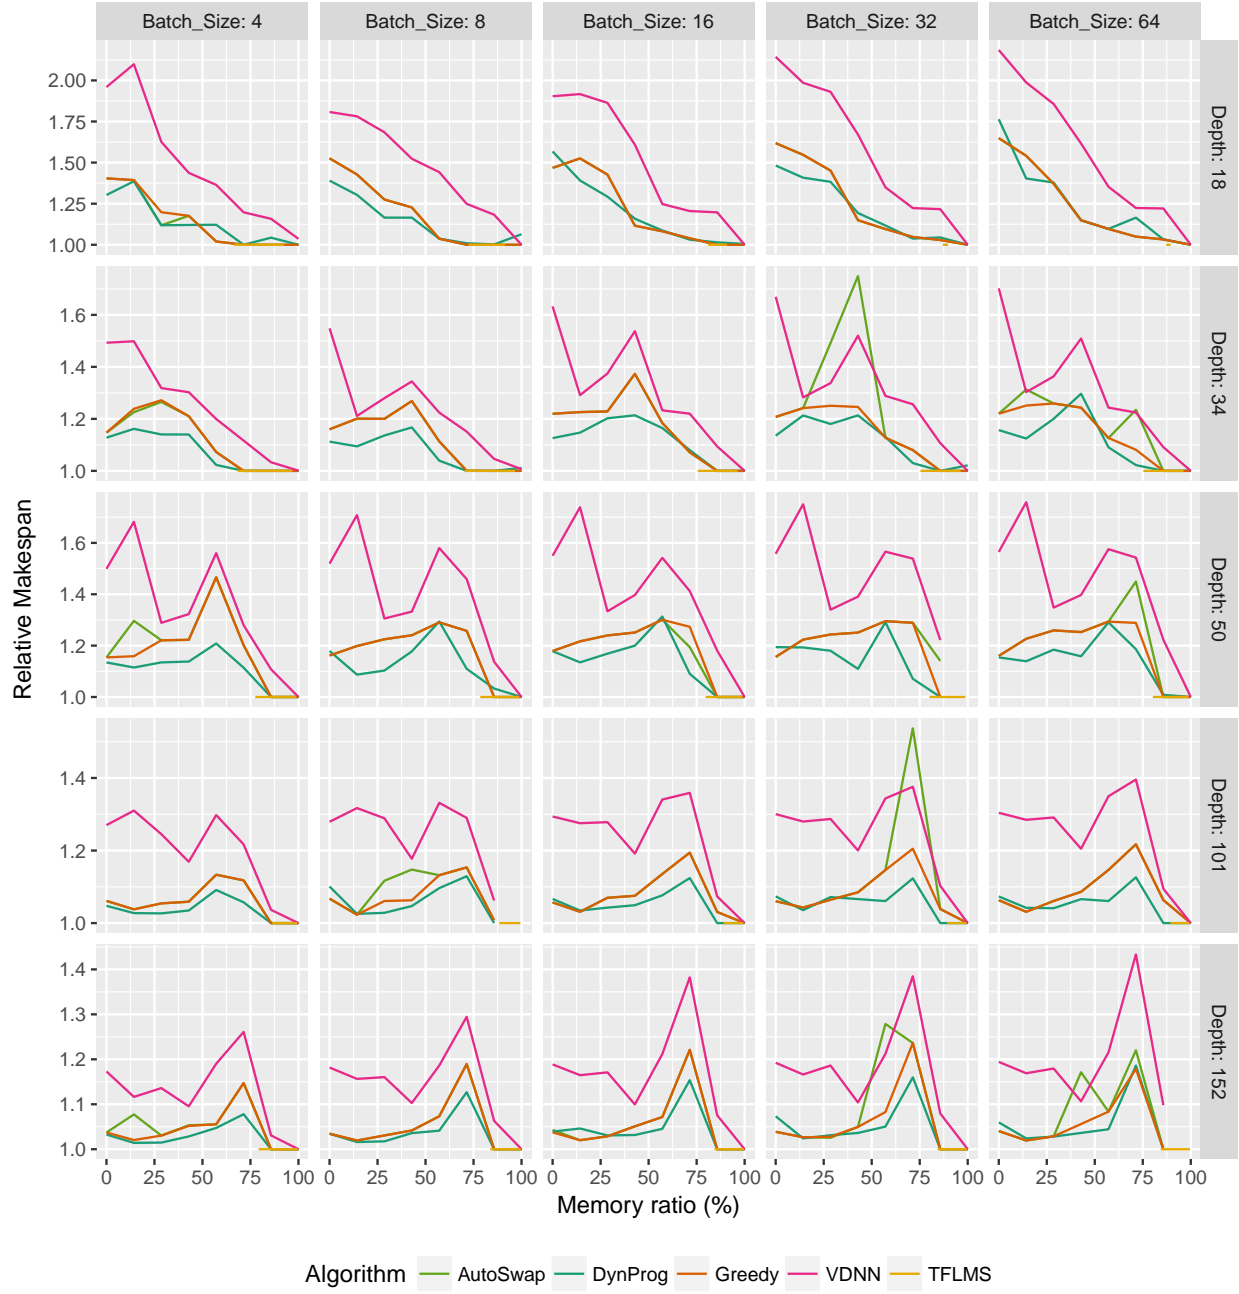 Batch_Size: 4 Batch_Size: 8 Batch_Size: 16 Batch_Size: 32 Batch_Size: 64
2.00
1.75
1.50
1.25
1.00
Depth: 18
1.6
1.4
1.2
1.0
Depth: 34
1.6
1.4
1.2
1.0
Depth: 50
1.4
1.2
1.0
Depth: 101
1.4
1.3
1.2
1.1
1.0
Depth: 152
Relative Makespan
0 25 50 75 100 0 25 50 75 100 0 25 50 75 100 0 25 50 75 100 0 25 50 75 100
Memory ratio (%)
Algorithm AutoSwap DynProg Greedy VDNN TFLMS